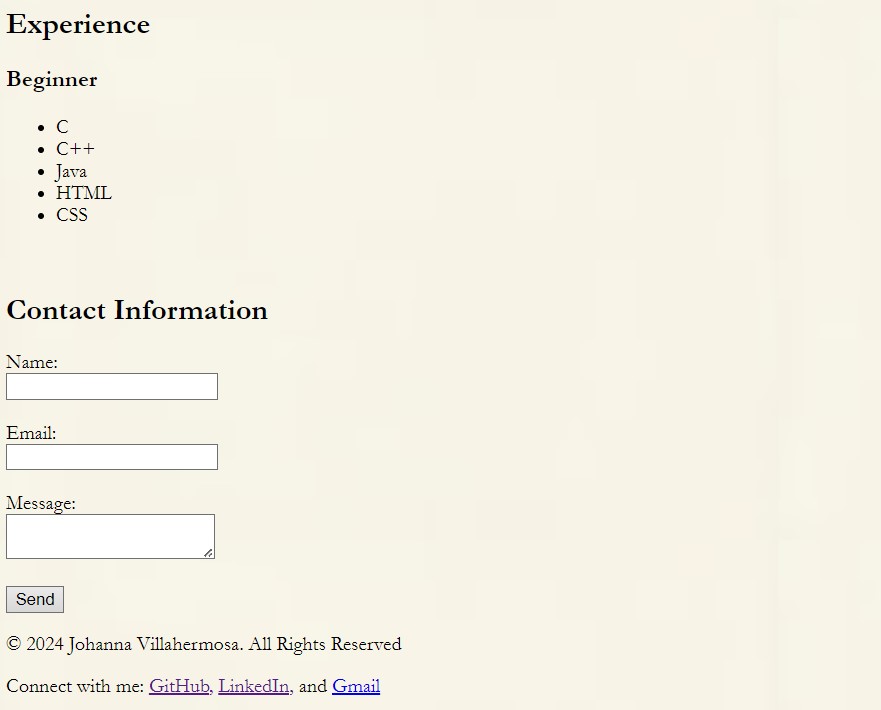 Experience
Beginner
C
C++
Java
HTML
CSS
Contact Information
Name:
Email:
Message:
Send
© 2024 Johanna Villahermosa. All Rights Reserved
Connect with me: GitHub, LinkedIn, and Gmail